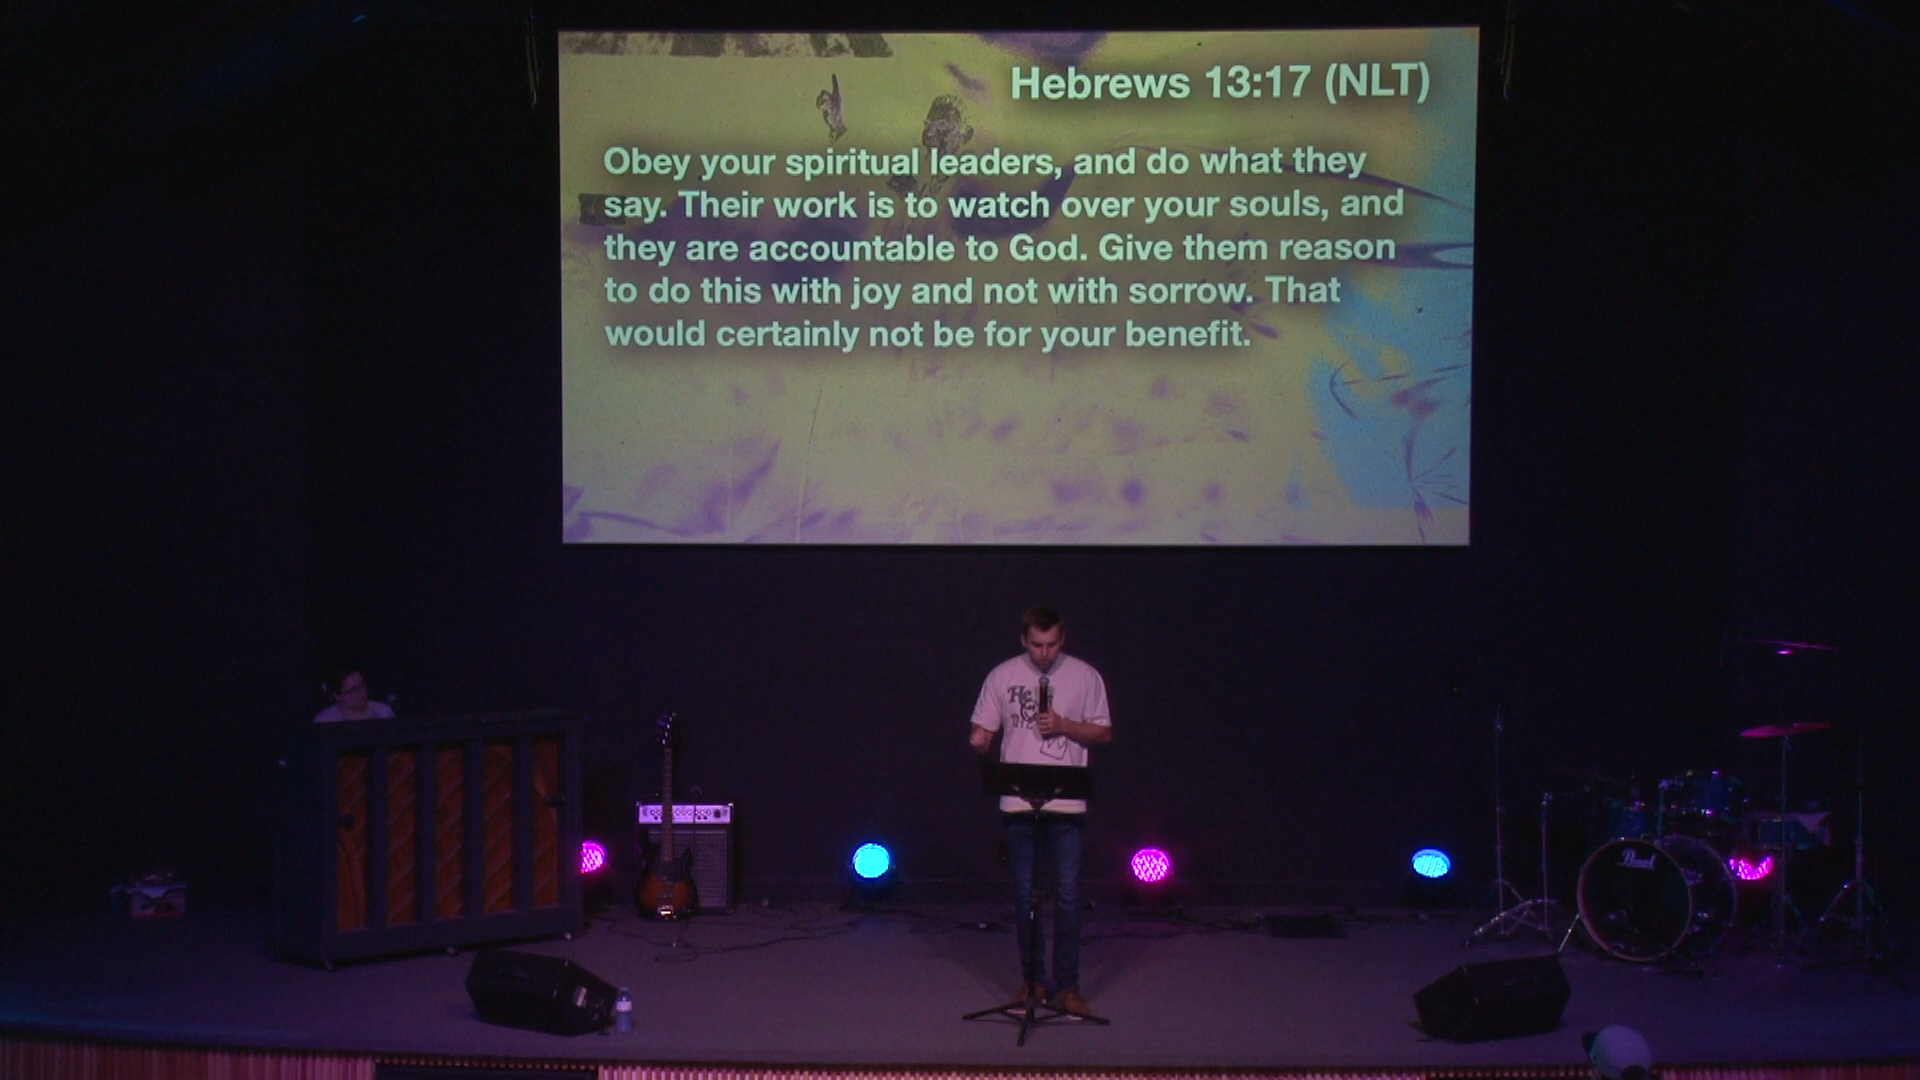 Hebrews 13:17 (NLT)
Obey your spiritual leaders, and do what they
say. Their work is to watch over your souls, and
they are accountable to God. Give them reason
to do this with joy and not with sorrow. That
would certainly not be for your benefit.
He
Pearl